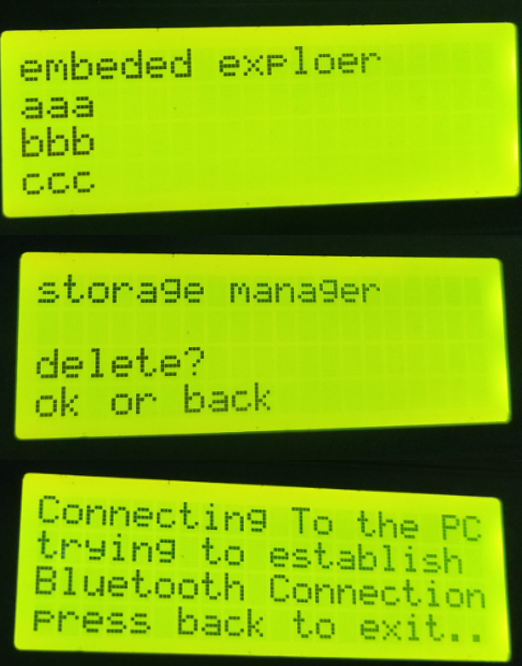 embeded exploer
aaa
bbb
ccc
storage manager
delete?
ok or back
Connecting To the PC
trying to establish
Bluetooth Connection
press back to exit..